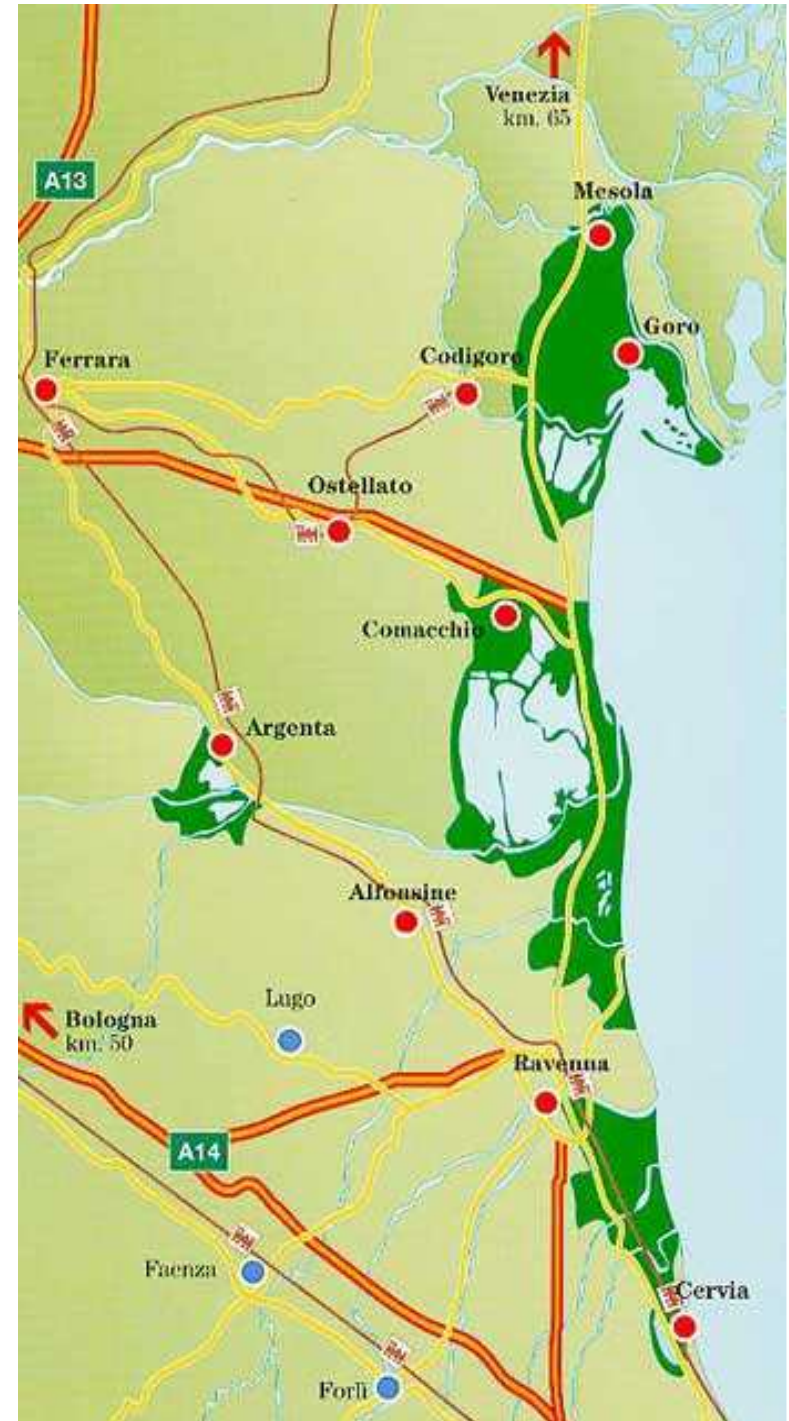 Venezia
km. 65
A13
Mesola
Goro
Ferrara
Codigoro
Ostellato
Comacchio
Argenta
Alfonsine
Lugo
Bologna
km. 50
Ravenna
A14
Faenza
Cervia
Forlì